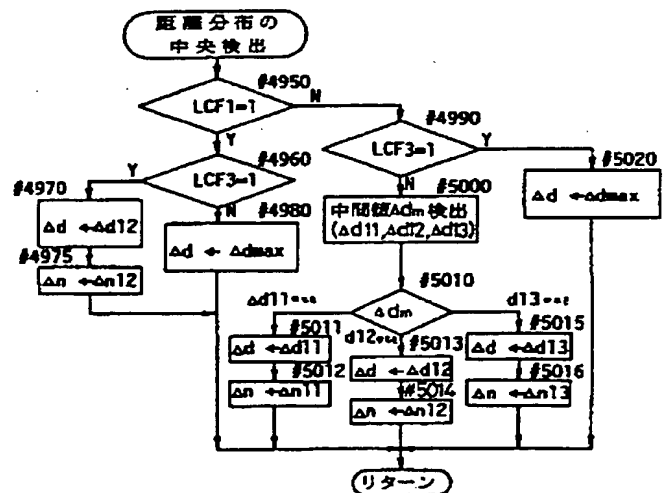 距離分布の
中央検出
#4950
LCF1=1
N
Y
#4990
LCF3=1
Y
N
#4960
LCF3=1
Y
N
#5020
Δd ←Δdmax
#4970
Δd ←Δd12
#4975
Δn ←Δn12
#4980
Δd ← Δdmax
#5000
中間値Δdm検出
(Δd11,Δd12,Δd13)
#5010
Δdm
Δd11
d12
d13
#5011
Δd ←Δd11
#5012
Δn ←Δn11
#5013
Δd ←Δd12
#5014
Δn ←Δn12
#5015
Δd ←Δd13
#5016
Δn ←Δn13
リターン